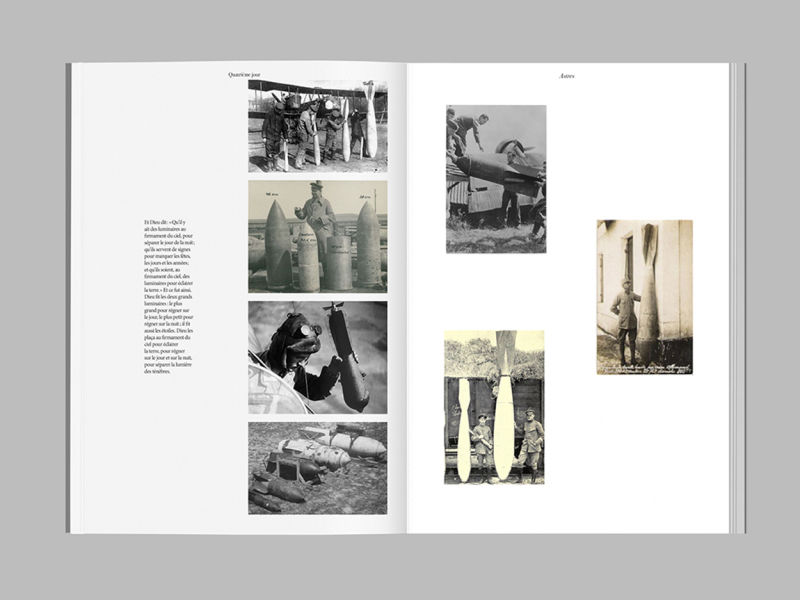 Quatrième jour
Astres
Et Dieu dit : « Qu'il y
ait des luminaires au
firmament du ciel, pour
séparer le jour de la nuit ;
qu'ils servent de signes
pour marquer les fêtes,
les jours et les années ;
et qu'ils soient, au
firmament du ciel, des
luminaires pour éclairer
la terre. » Et ce fut ainsi.
Dieu fit les deux grands
luminaires : le plus
grand pour régner sur
le jour, le plus petit pour
régner sur la nuit ; il fit
aussi les étoiles. Dieu les
plaça au firmament du
ciel pour éclairer
la terre, pour régner
sur le jour et sur la nuit,
pour séparer la lumière
des ténèbres.